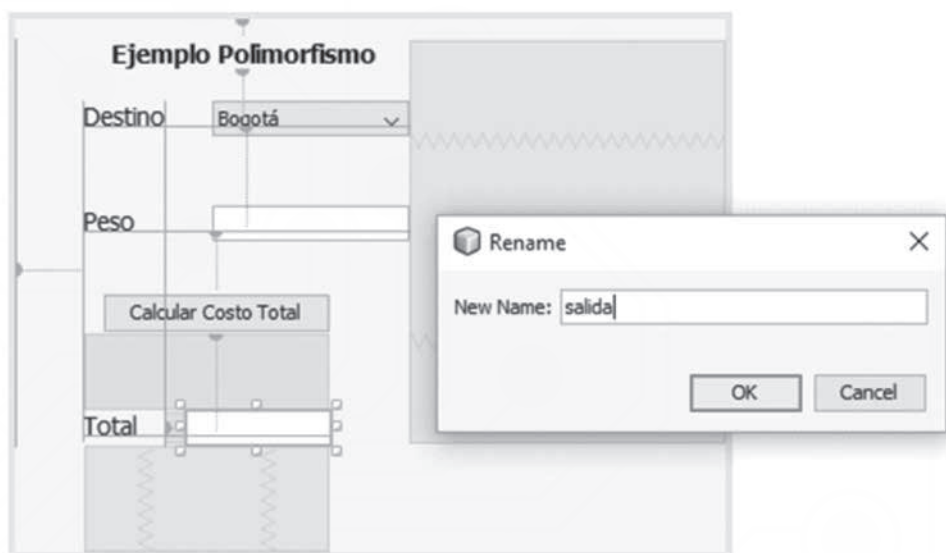 Ejemplo Polimorfismo
Destino
Bogotá
Peso
Calcular Costo Total
Total
Rename
New Name: salida
OK
Cancel